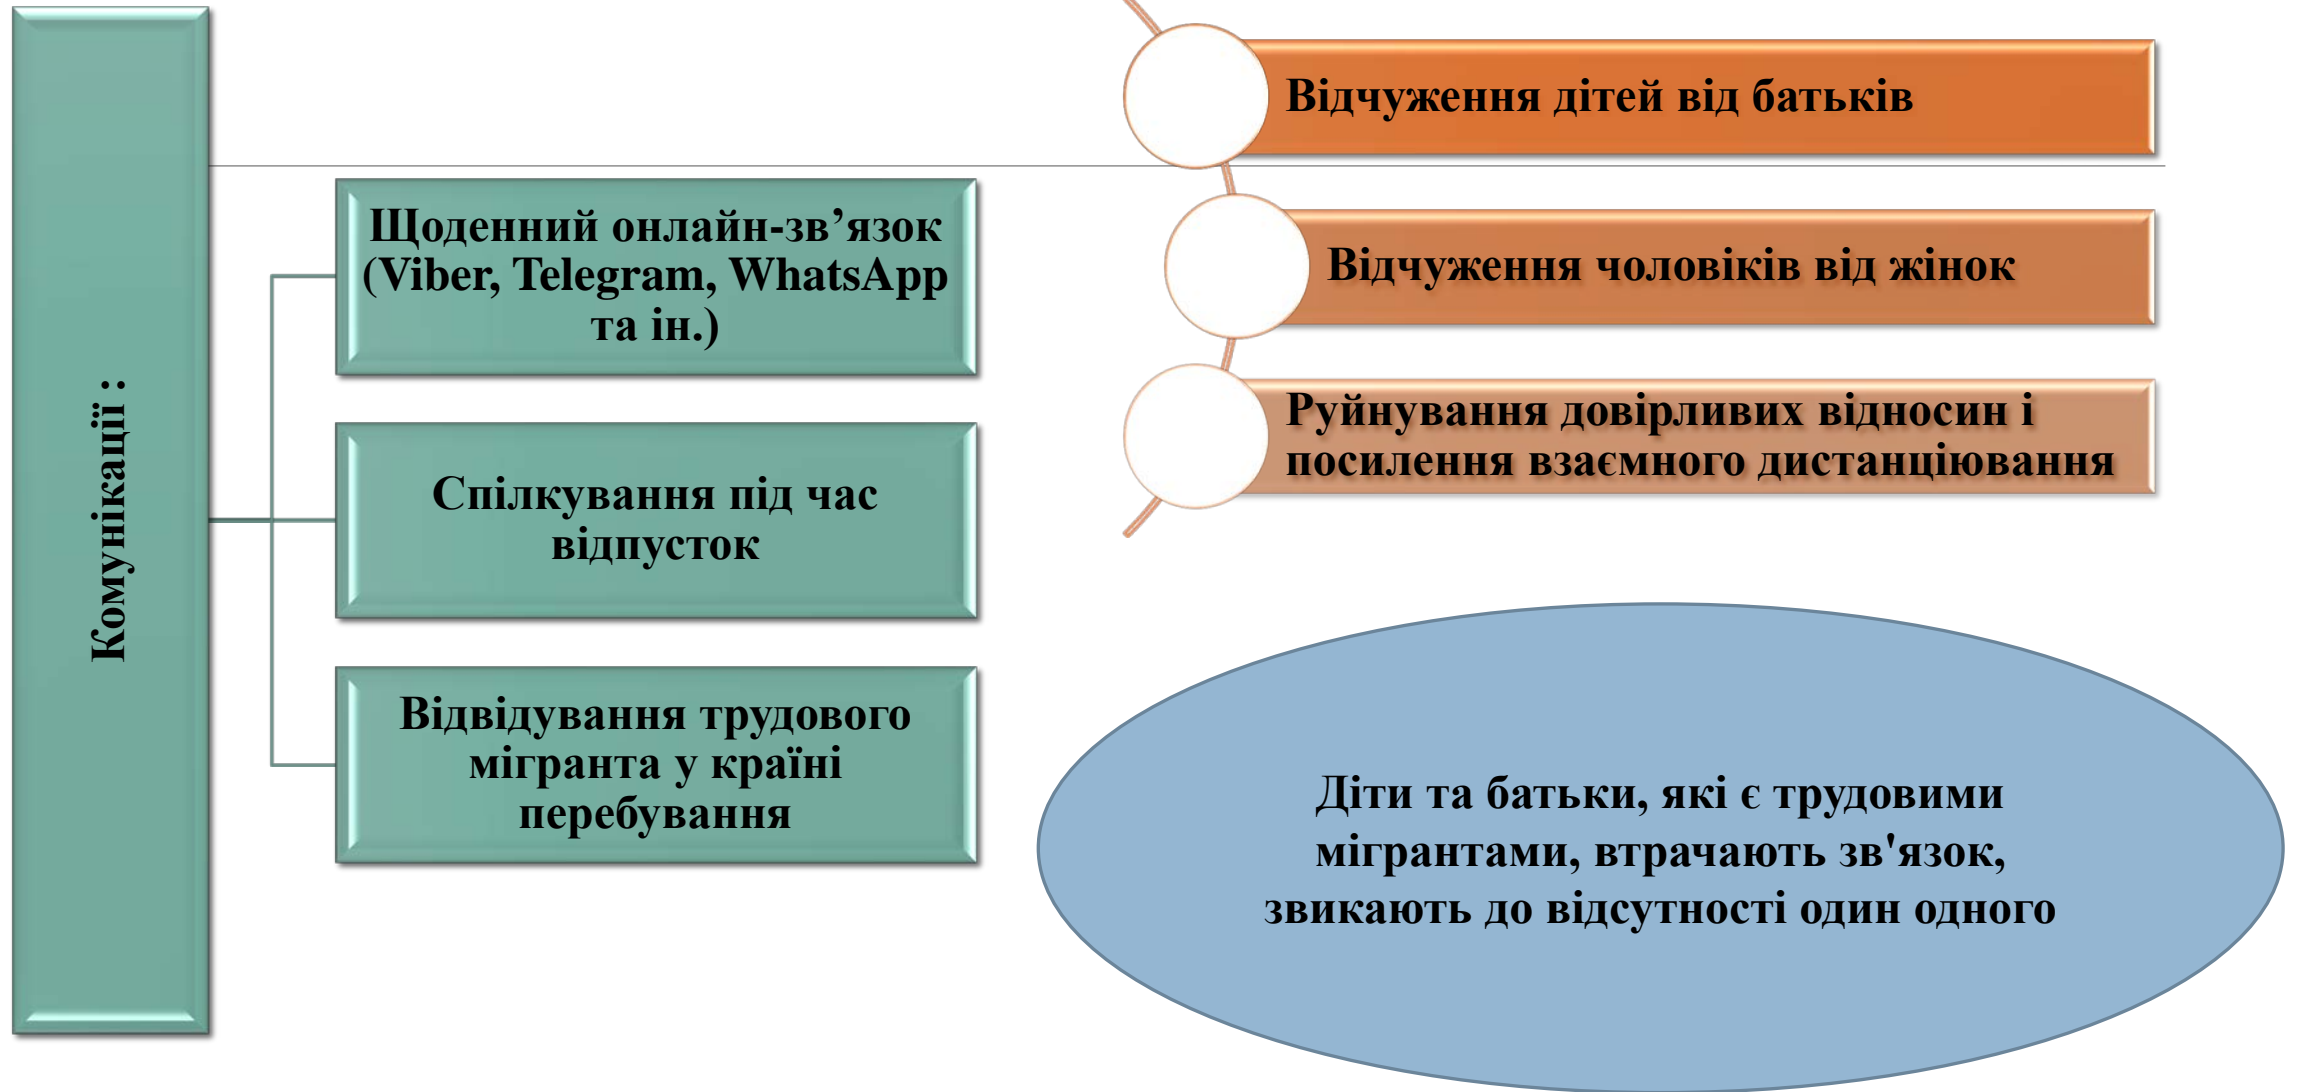 Комунікації :
Щоденний онлайн-зв’язок
(Viber, Telegram, WhatsApp
та ін.)
Спілкування під час
відпусток
Відвідування трудового
мігранта у країні
перебування
Відчуження дітей від батьків
Відчуження чоловіків від жінок
Руйнування довірливих відносин і
посилення взаємного дистанціювання
Діти та батьки, які є трудовими
мігрантами, втрачають зв'язок,
звикають до відсутності один одного